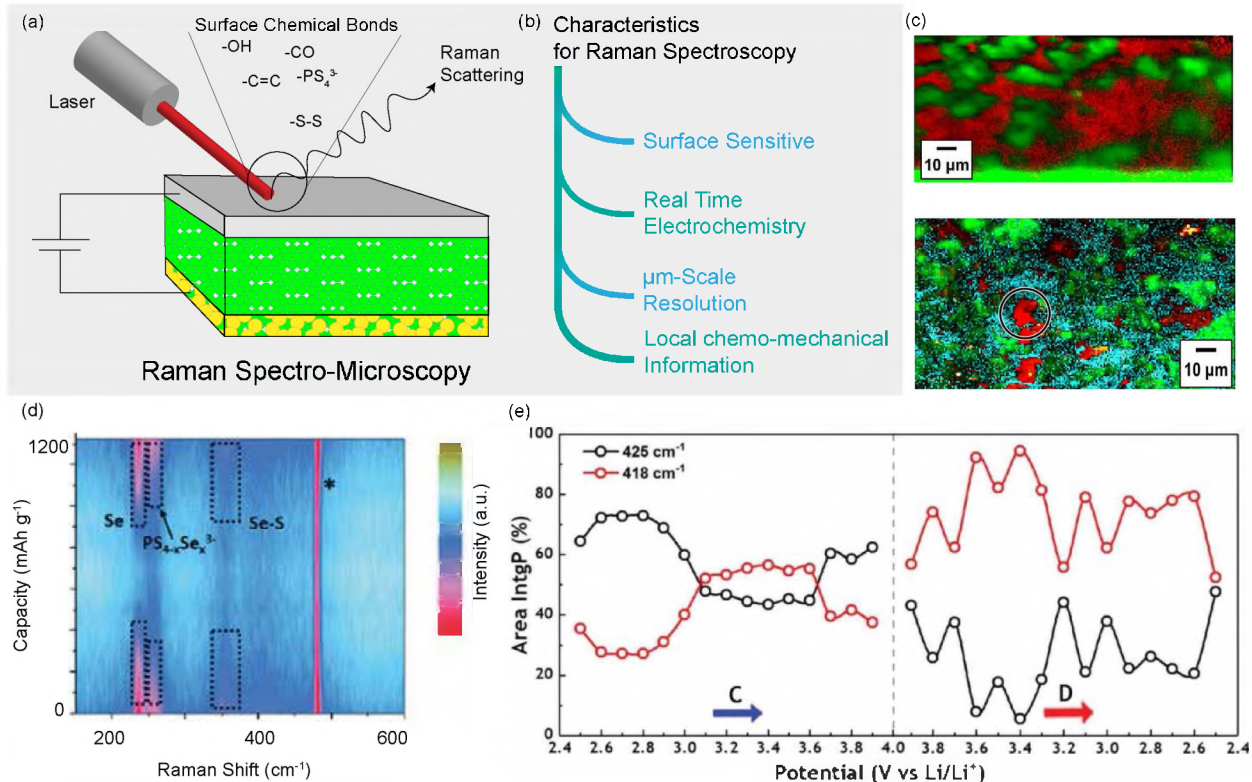 (a)
Surface Chemical Bonds
-OH
-CO
-C=C
-PS₄³⁻
-S-S
Laser
Raman
Scattering
Raman Spectro-Microscopy
(b)
Characteristics
for Raman Spectroscopy
Surface Sensitive
Real Time
Electrochemistry
µm-Scale
Resolution
Local chemo-mechanical
Information
(c)
10 µm
10 µm
(d)
1200
0
Capacity (mAh g⁻¹)
Se
PS₄₋ₓSeₓ³⁻
Se-S
*
200
400
600
Raman Shift (cm⁻¹)
Intensity (a.u.)
(e)
100
80
60
40
20
0
Area IntgP (%)
425 cm⁻¹
418 cm⁻¹
C
D
2.4 2.6 2.8 3.0 3.2 3.4 3.6 3.8 4.0 3.8 3.6 3.4 3.2 3.0 2.8 2.6 2.4
Potential (V vs Li/Li⁺)